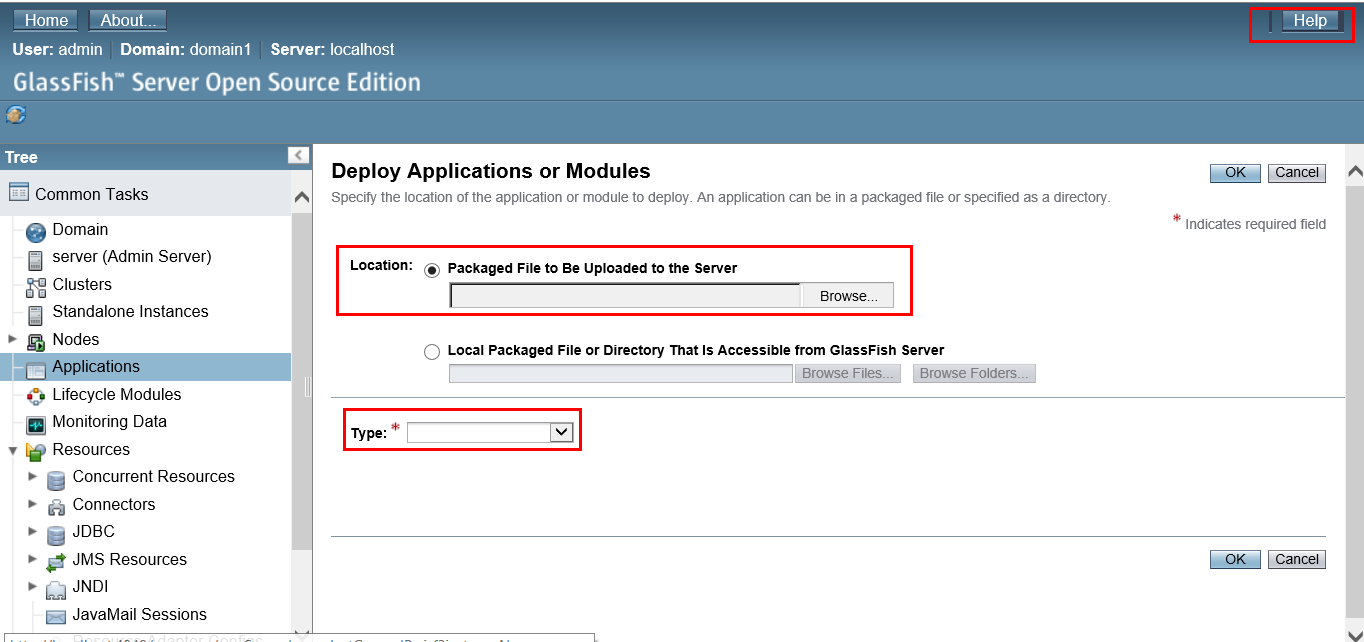 Home About... Help
User: admin Domain: domain1 Server: localhost
GlassFish™ Server Open Source Edition
Tree
Common Tasks
Domain
server (Admin Server)
Clusters
Standalone Instances
Nodes
Applications
Lifecycle Modules
Monitoring Data
Resources
Concurrent Resources
Connectors
JDBC
JMS Resources
JNDI
JavaMail Sessions
Deploy Applications or Modules
OK Cancel
Specify the location of the application or module to deploy. An application can be in a packaged file or specified as a directory.
* Indicates required field
Location: Packaged File to Be Uploaded to the Server
Browse...
Local Packaged File or Directory That Is Accessible from GlassFish Server
Browse Files... Browse Folders...
Type: *
OK Cancel